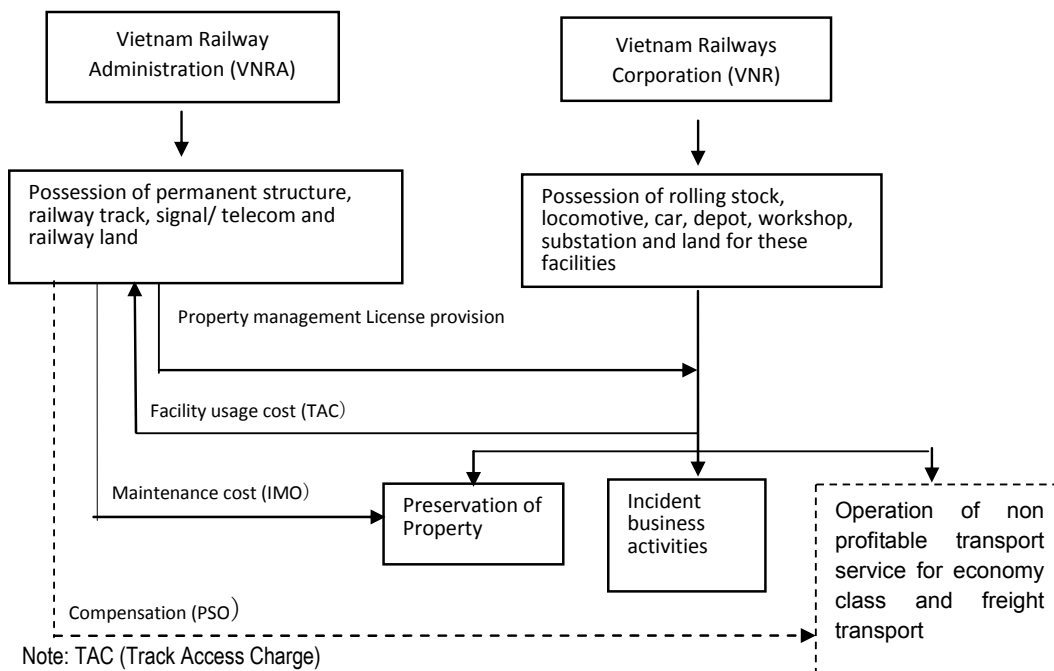 Vietnam Railway
Administration (VNRA)
Vietnam Railways
Corporation (VNR)
Possession of permanent structure,
railway track, signal/ telecom and
railway land
Possession of rolling stock,
locomotive, car, depot, workshop,
substation and land for these
facilities
Property management License provision
Facility usage cost (TAC)
Maintenance cost (IMO)
Preservation of
Property
Incident
business
activities
Operation of non
profitable transport
service for economy
class and freight
transport
Compensation (PSO)
Note: TAC (Track Access Charge)